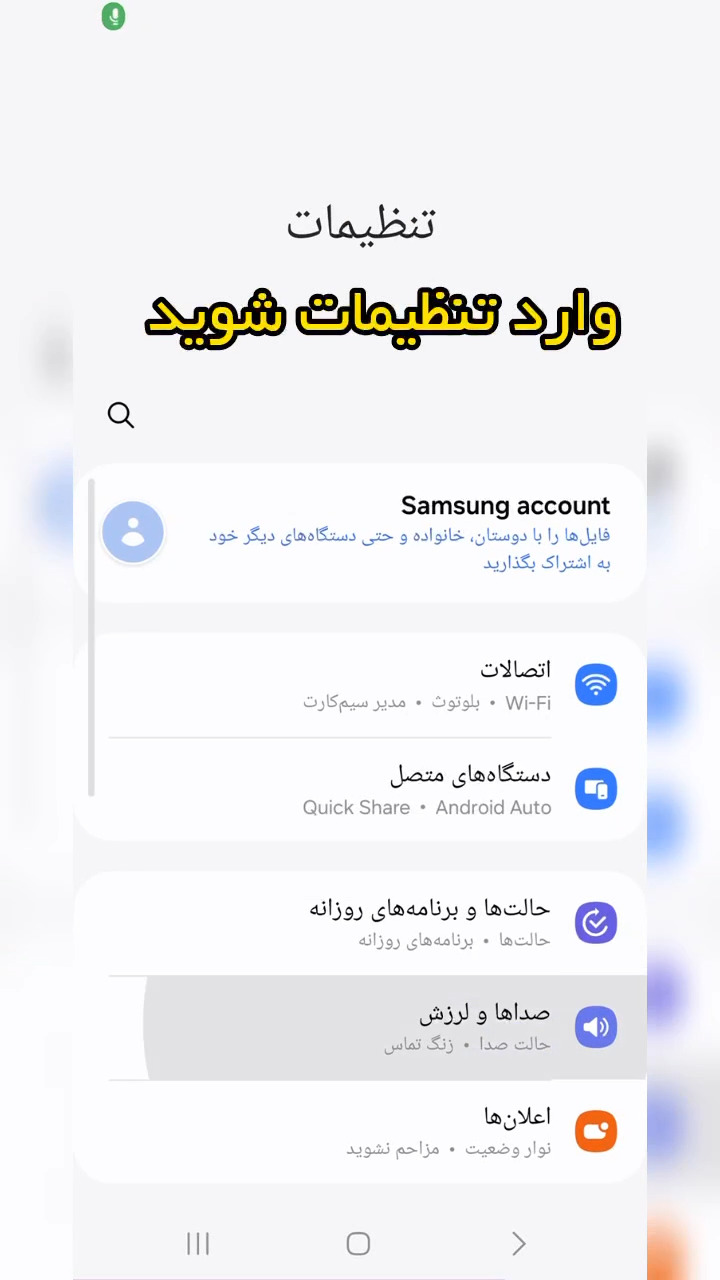 تنظیمات
وارد تنظیمات شوید
Samsung account
فایل‌ها را با دوستان، خانواده و حتی دستگاه‌های دیگر خود
به اشتراک بگذارید
اتصالات
Wi-Fi • بلوتوث • مدیر سیم‌کارت
دستگاه‌های متصل
Quick Share • Android Auto
حالت‌ها و برنامه‌های روزانه
حالت‌ها • برنامه‌های روزانه
صداها و لرزش
حالت صدا • زنگ تماس
اعلان‌ها
نوار وضعیت • مزاحم نشوید